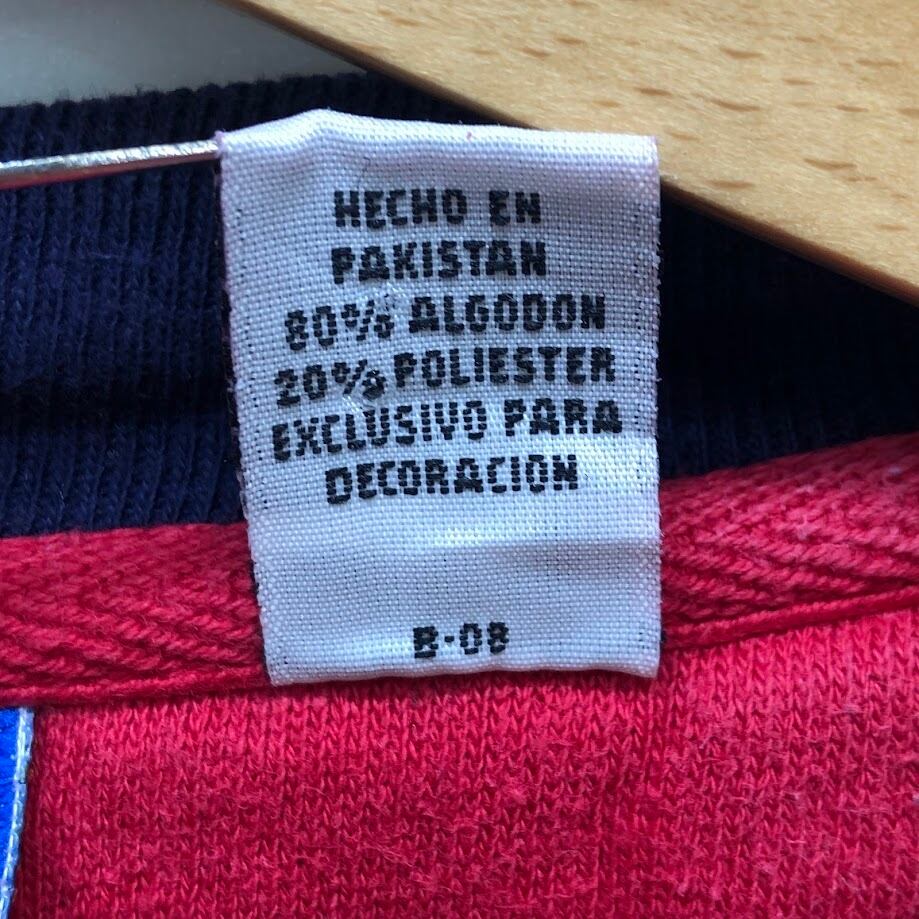 HECHO EN
PAKISTAN
80% ALGODON
20% POLIESTER
EXCLUSIVO PARA
DECORACION
B-08